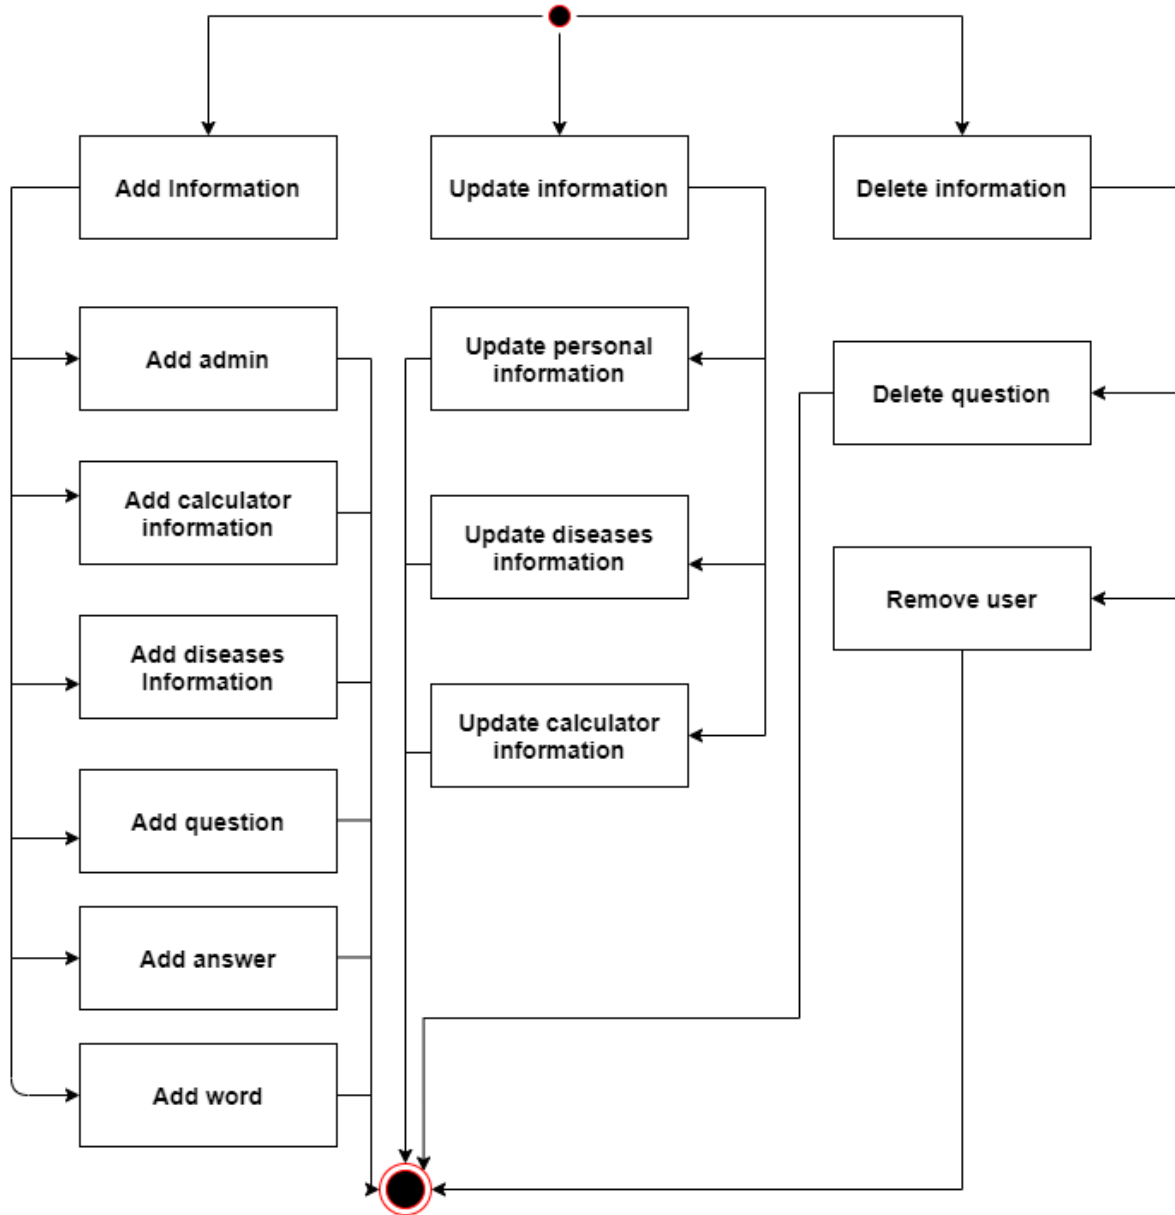 Add Information
Update information
Delete information
Add admin
Update personal
information
Delete question
Add calculator
information
Update diseases
information
Remove user
Add diseases
Information
Update calculator
information
Add question
Add answer
Add word